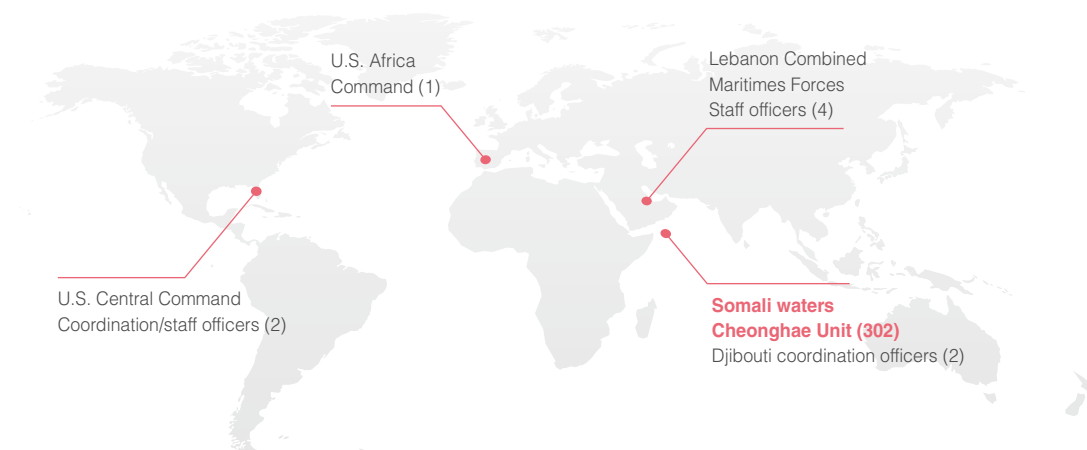 U.S. Africa
Command (1)
Lebanon Combined
Maritimes Forces
Staff officers (4)
U.S. Central Command
Coordination/staff officers (2)
Somali waters
Cheonghae Unit (302)
Djibouti coordination officers (2)